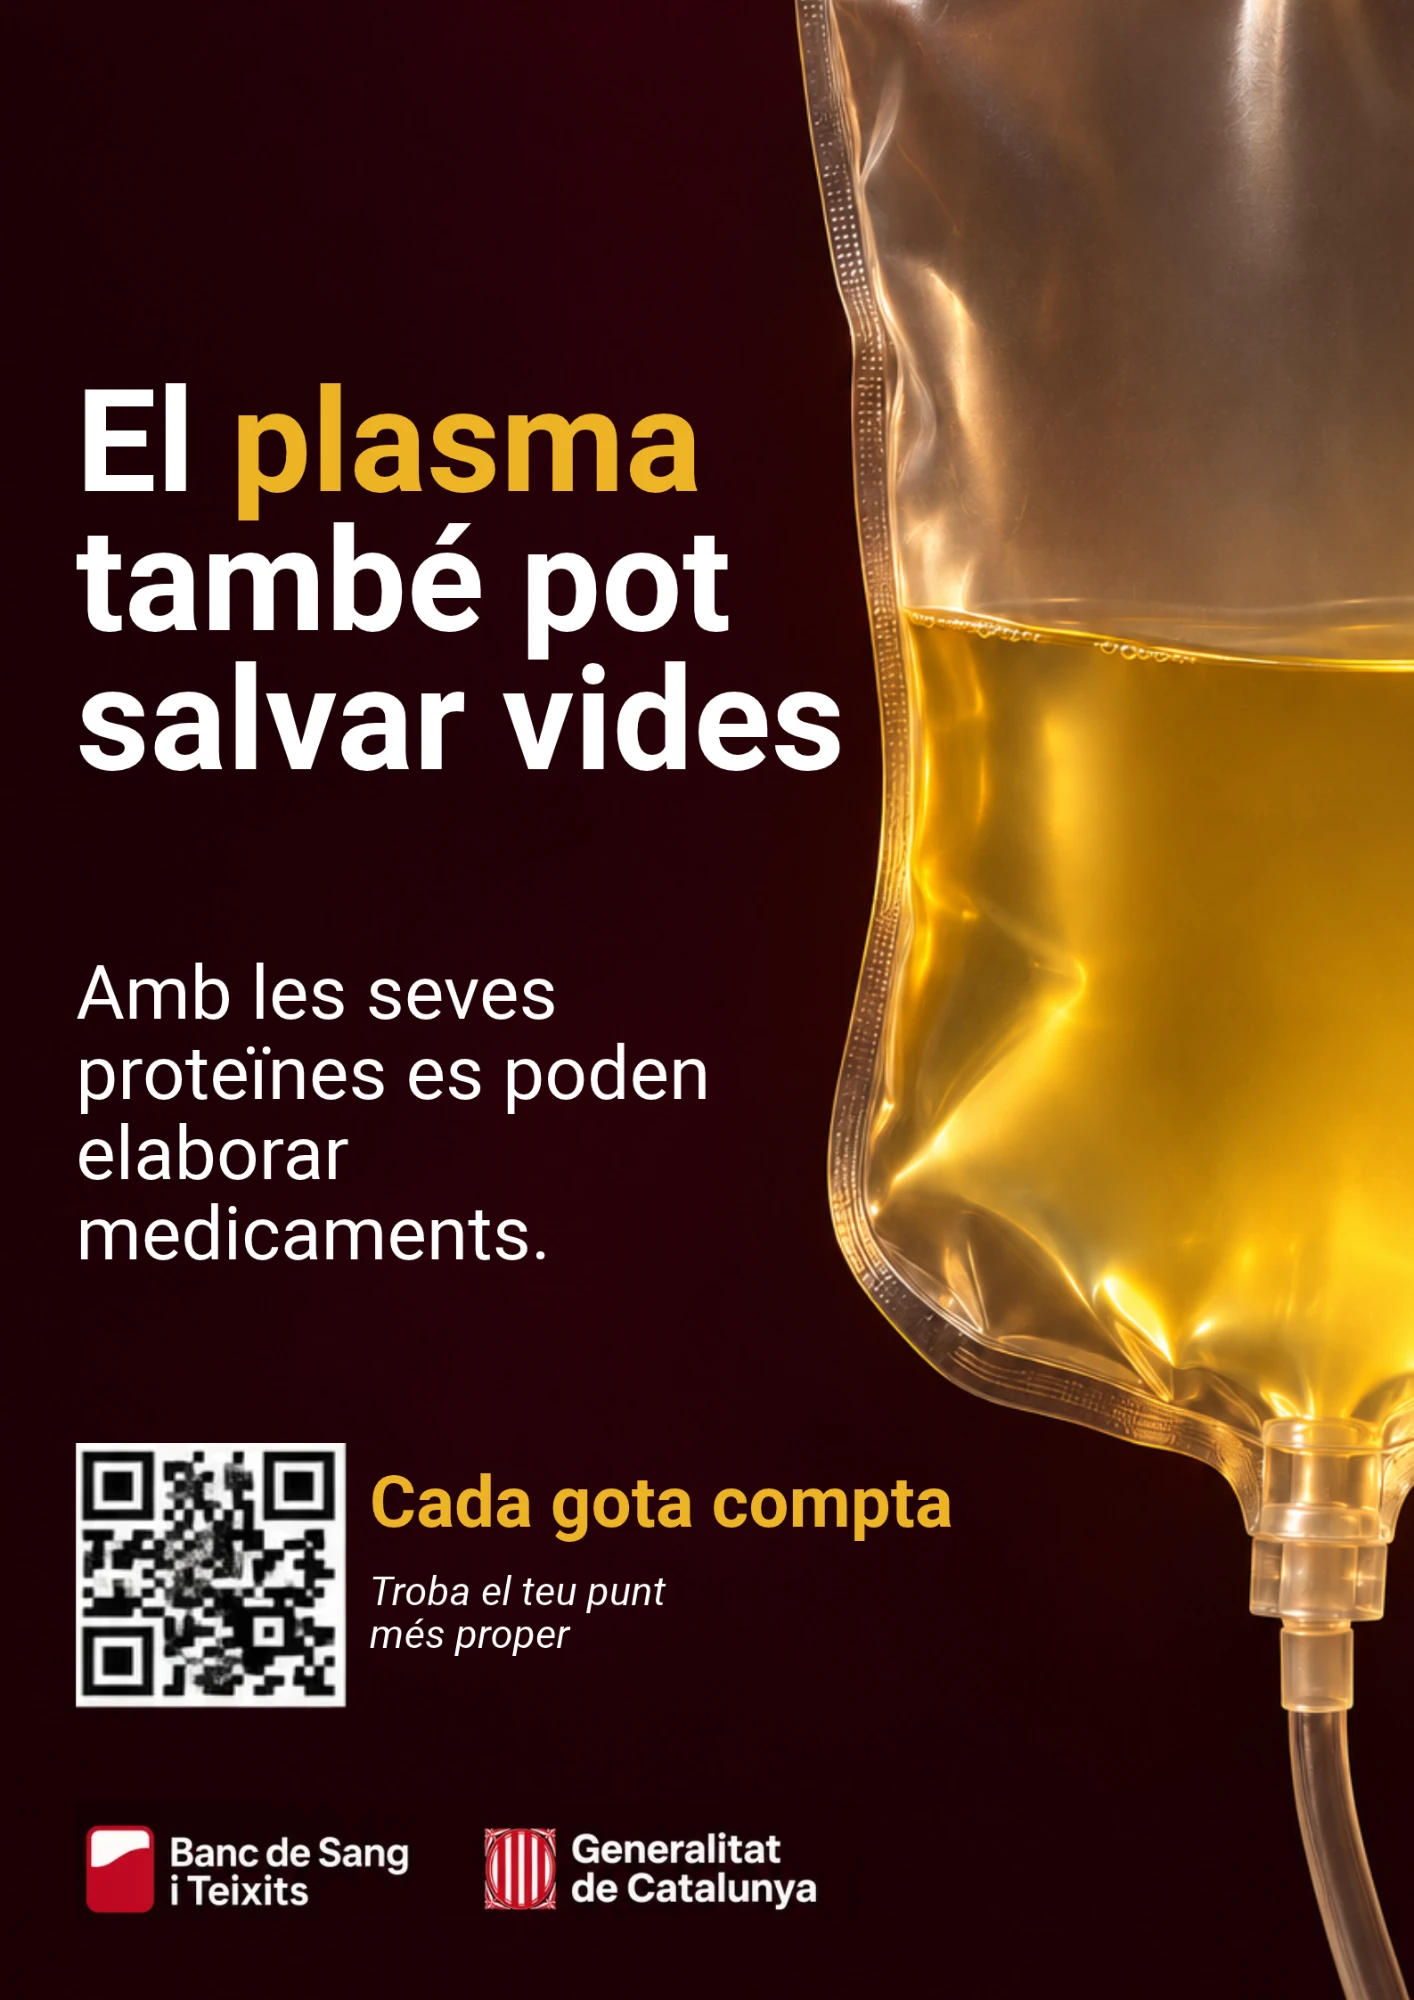 El plasma
també pot
salvar vides
Amb les seves
proteïnes es poden
elaborar
medicaments.
Cada gota compta
Troba el teu punt
més proper
Banc de Sang
i Teixits
Generalitat
de Catalunya